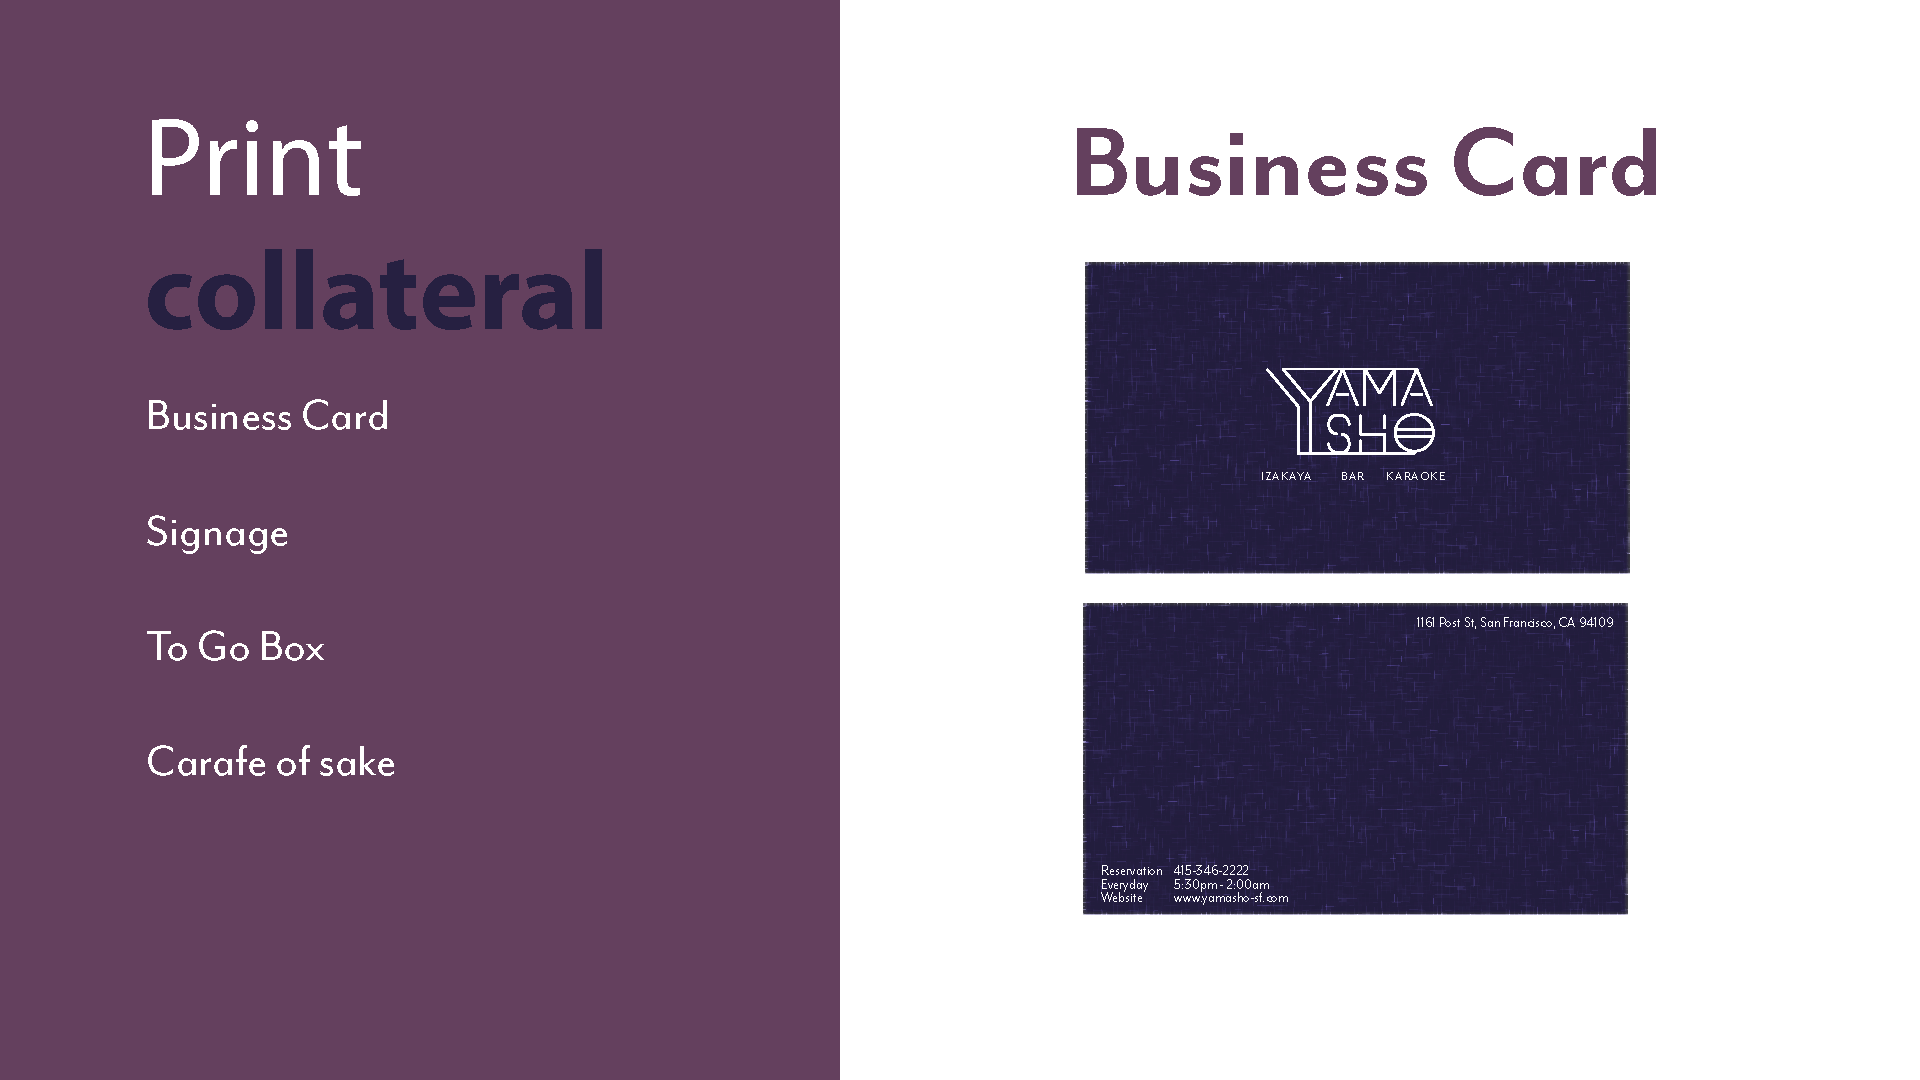 Print
collateral
Business Card
Signage
To Go Box
Carafe of sake
Business Card
YAMA
SHO
IZAKAYA BAR KARAOKE
1161 Post St, San Francisco, CA 94109
Reservation 415-346-2222
Everyday 5:30pm - 2:00am
Website www.yamasho-sf.com